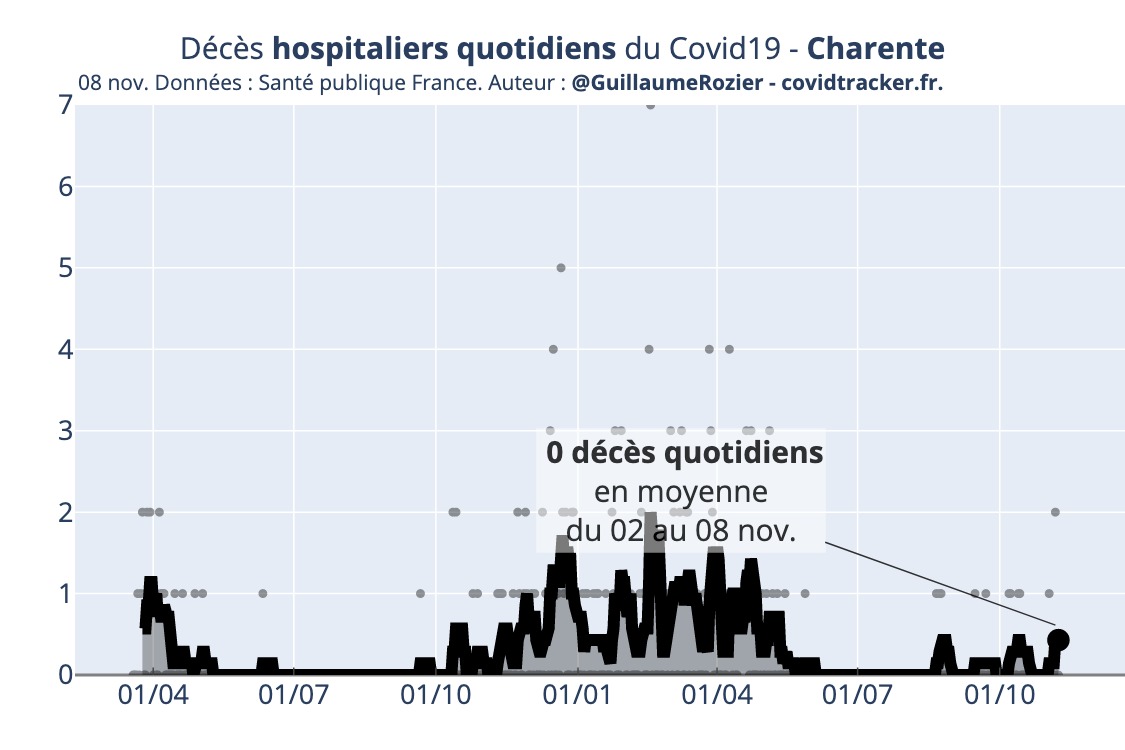 Décès hospitaliers quotidiens du Covid19 - Charente
08 nov. Données : Santé publique France. Auteur : @GuillaumeRozier - covidtracker.fr.
7
6
5
4
3
0 décès quotidiens
en moyenne
2
du 02 au 08 nov.
1
0
01/04 01/07 01/10 01/01 01/04 01/07 01/10